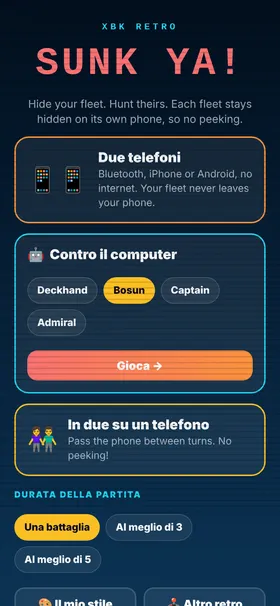 XBK RETRO
SUNK YA!
Hide your fleet. Hunt theirs. Each fleet stays
hidden on its own phone, so no peeking.
Due telefoni
Bluetooth, iPhone or Android, no
internet. Your fleet never leaves
your phone.
Contro il computer
Deckhand Bosun Captain
Admiral
Gioca →
In due su un telefono
Pass the phone between turns. No
peeking!
DURATA DELLA PARTITA
Una battaglia Al meglio di 3
Al meglio di 5
Il mio stile Altro retro